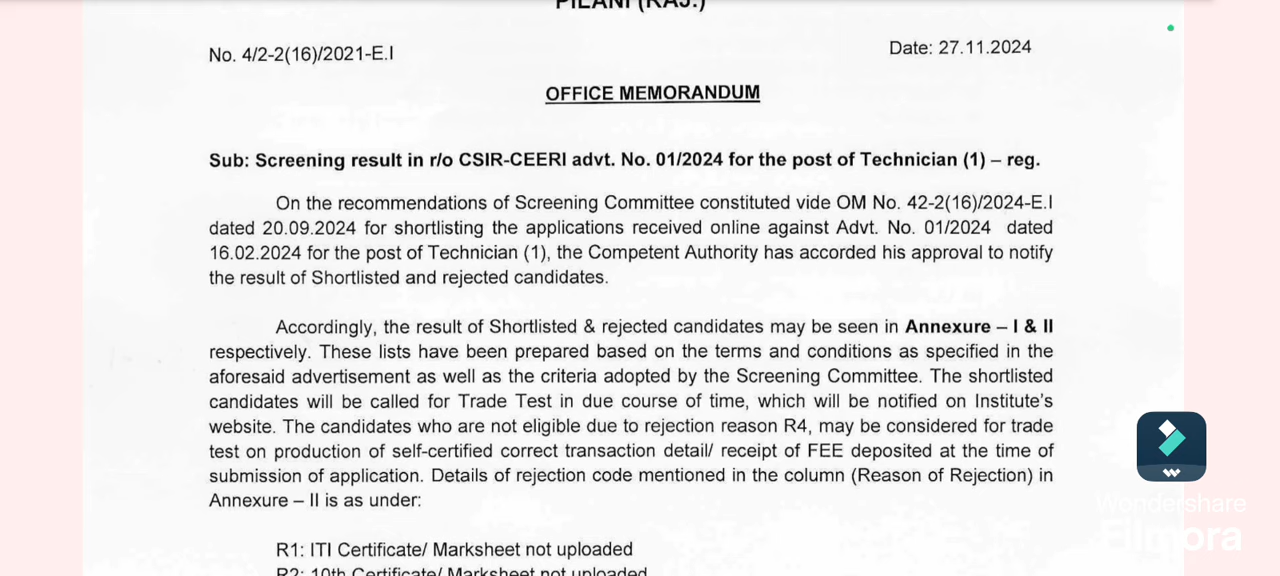 PILANI (RAJ.)
No. 4/2-2(16)/2021-E.I
Date: 27.11.2024
OFFICE MEMORANDUM
Sub: Screening result in r/o CSIR-CEERI advt. No. 01/2024 for the post of Technician (1) – reg.
On the recommendations of Screening Committee constituted vide OM No. 42-2(16)/2024-E.I
dated 20.09.2024 for shortlisting the applications received online against Advt. No. 01/2024 dated
16.02.2024 for the post of Technician (1), the Competent Authority has accorded his approval to notify
the result of Shortlisted and rejected candidates.
Accordingly, the result of Shortlisted & rejected candidates may be seen in Annexure – I & II
respectively. These lists have been prepared based on the terms and conditions as specified in the
aforesaid advertisement as well as the criteria adopted by the Screening Committee. The shortlisted
candidates will be called for Trade Test in due course of time, which will be notified on Institute's
website. The candidates who are not eligible due to rejection reason R4, may be considered for trade
test on production of self-certified correct transaction detail/ receipt of FEE deposited at the time of
submission of application. Details of rejection code mentioned in the column (Reason of Rejection) in
Annexure – II is as under:
R1: ITI Certificate/ Marksheet not uploaded
R2: 10th Certificate/ Marksheet not uploaded
Wondershare
Filmora